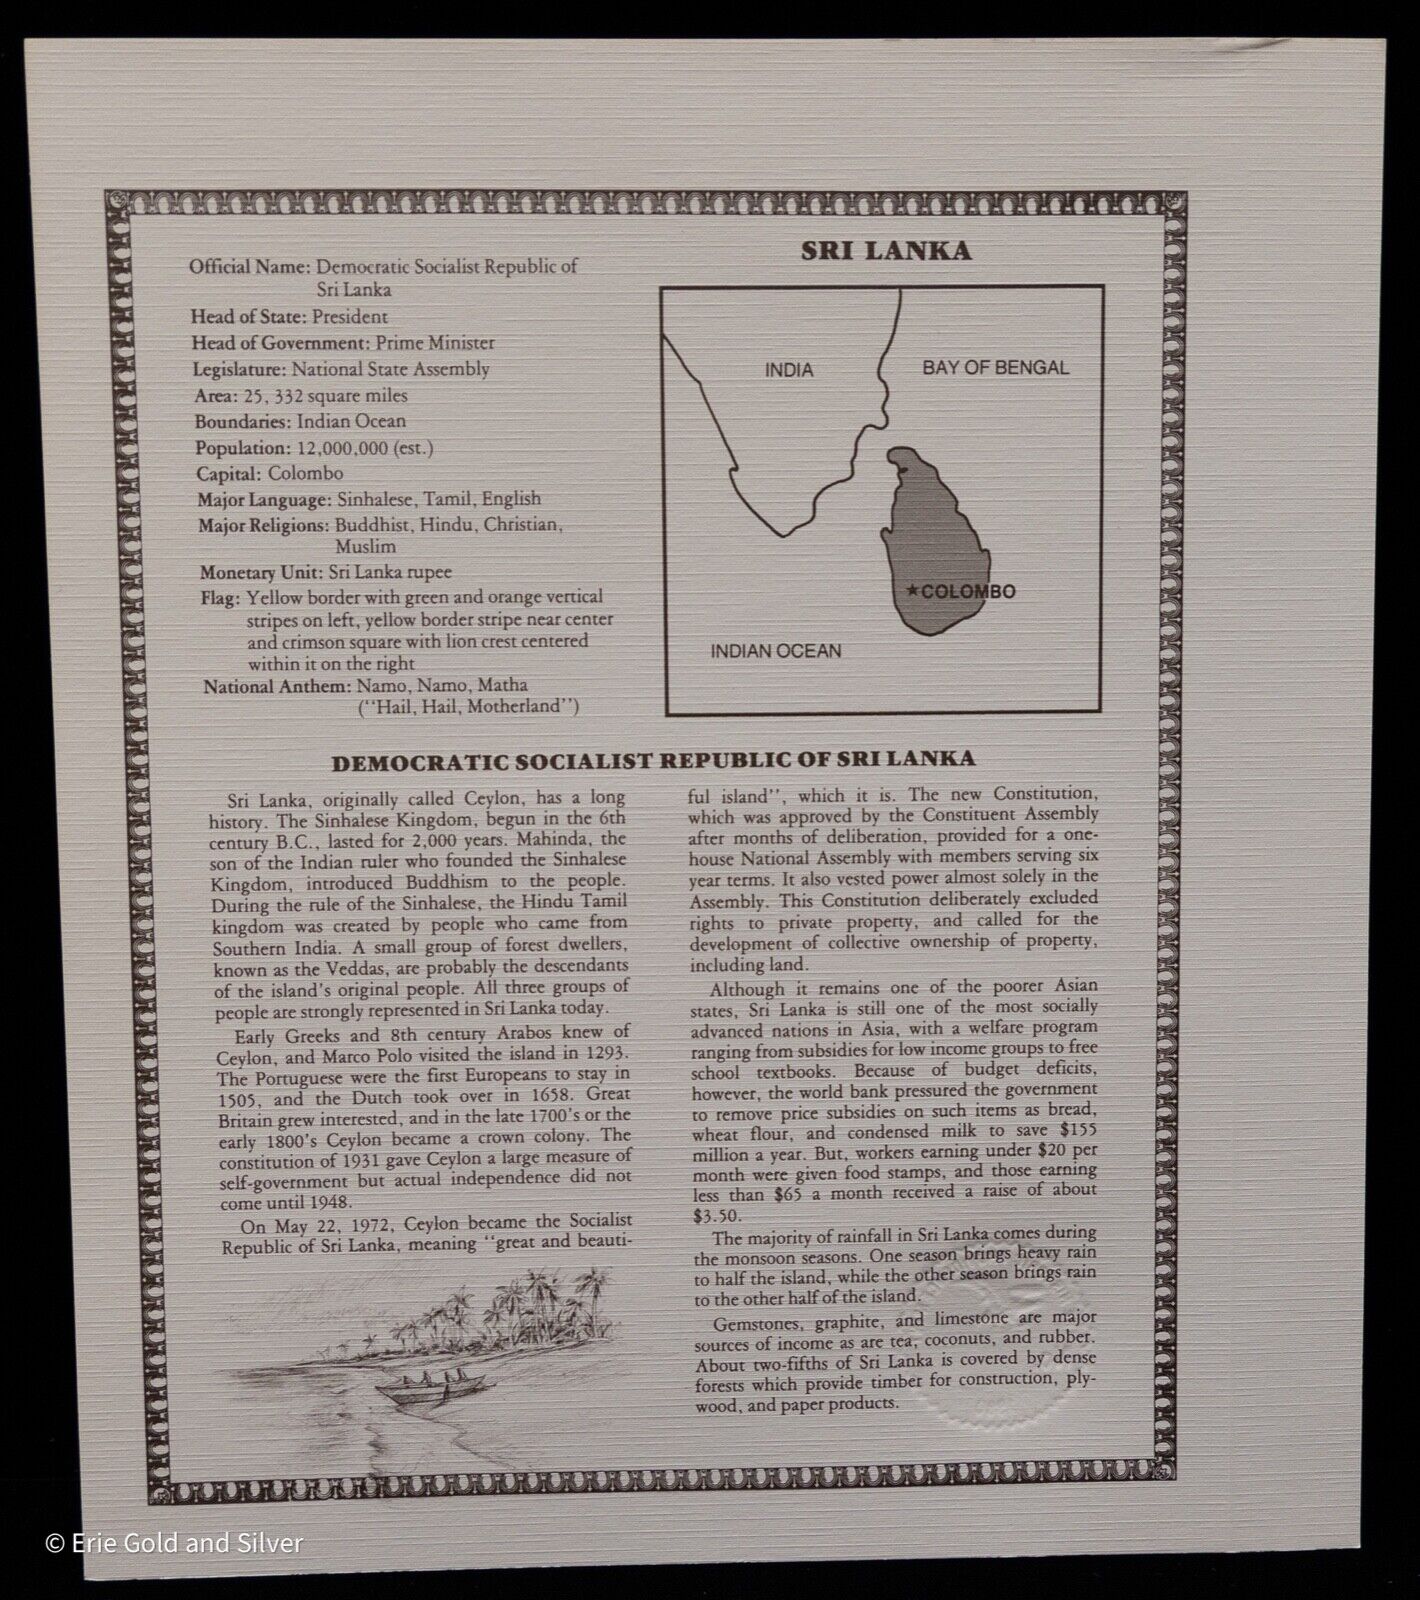 Official Name: Democratic Socialist Republic of
Sri Lanka
Head of State: President
Head of Government: Prime Minister
Legislature: National State Assembly
Area: 25, 332 square miles
Boundaries: Indian Ocean
Population: 12,000,000 (est.)
Capital: Colombo
Major Language: Sinhalese, Tamil, English
Major Religions: Buddhist, Hindu, Christian,
Muslim
Monetary Unit: Sri Lanka rupee
Flag: Yellow border with green and orange vertical
stripes on left, yellow border stripe near center
and crimson square with lion crest centered
within it on the right
National Anthem: Namo, Namo, Matha
(‘‘Hail, Hail, Motherland’’)
SRI LANKA
INDIA
BAY OF BENGAL
★COLOMBO
INDIAN OCEAN
DEMOCRATIC SOCIALIST REPUBLIC OF SRI LANKA
Sri Lanka, originally called Ceylon, has a long
history. The Sinhalese Kingdom, begun in the 6th
century B.C., lasted for 2,000 years. Mahinda, the
son of the Indian ruler who founded the Sinhalese
Kingdom, introduced Buddhism to the people.
During the rule of the Sinhalese, the Hindu Tamil
kingdom was created by people who came from
Southern India. A small group of forest dwellers,
known as the Veddas, are probably the descendants
of the island's original people. All three groups of
people are strongly represented in Sri Lanka today.
Early Greeks and 8th century Arabos knew of
Ceylon, and Marco Polo visited the island in 1293.
The Portuguese were the first Europeans to stay in
1505, and the Dutch took over in 1658. Great
Britain grew interested, and in the late 1700's or the
early 1800's Ceylon became a crown colony. The
constitution of 1931 gave Ceylon a large measure of
self-government but actual independence did not
come until 1948.
On May 22, 1972, Ceylon became the Socialist
Republic of Sri Lanka, meaning ‘‘great and beauti-
ful island’’, which it is. The new Constitution,
which was approved by the Constituent Assembly
after months of deliberation, provided for a one-
house National Assembly with members serving six
year terms. It also vested power almost solely in the
Assembly. This Constitution deliberately excluded
rights to private property, and called for the
development of collective ownership of property,
including land.
Although it remains one of the poorer Asian
states, Sri Lanka is still one of the most socially
advanced nations in Asia, with a welfare program
ranging from subsidies for low income groups to free
school textbooks. Because of budget deficits,
however, the world bank pressured the government
to remove price subsidies on such items as bread,
wheat flour, and condensed milk to save $155
million a year. But, workers earning under $20 per
month were given food stamps, and those earning
less than $65 a month received a raise of about
$3.50.
The majority of rainfall in Sri Lanka comes during
the monsoon seasons. One season brings heavy rain
to half the island, while the other season brings rain
to the other half of the island.
Gemstones, graphite, and limestone are major
sources of income as are tea, coconuts, and rubber.
About two-fifths of Sri Lanka is covered by dense
forests which provide timber for construction, ply-
wood, and paper products.
© Erie Gold and Silver